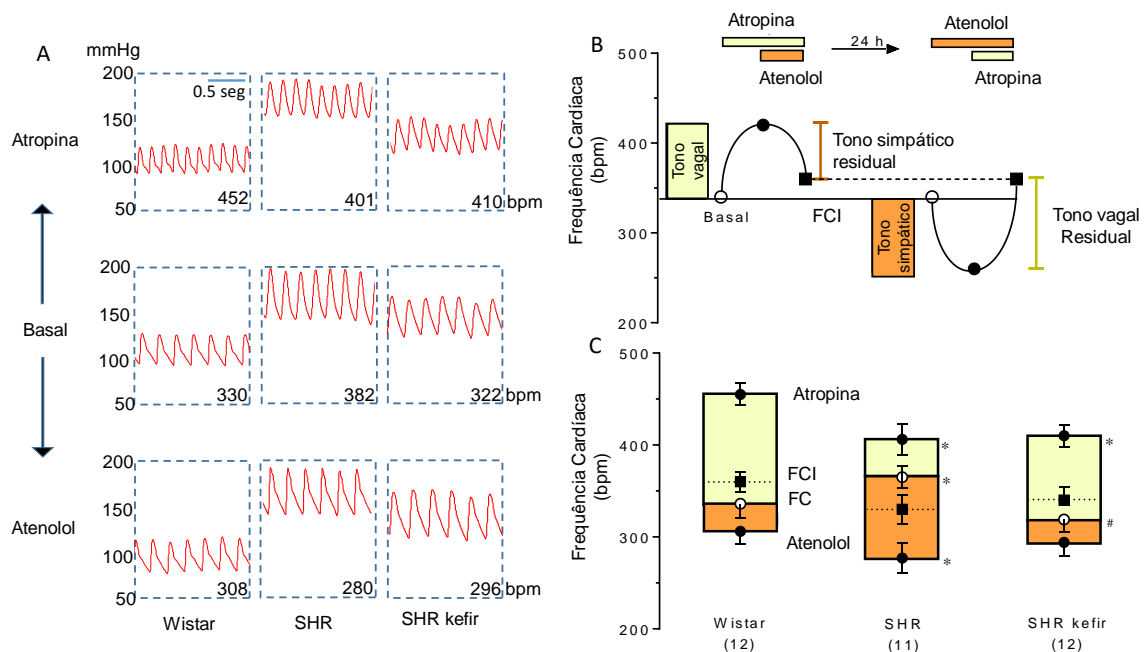 A
mmHg
200
150
100
50
0.5 seg
452
401
410 bpm
Atropina
Basal
200
150
100
50
330
382
322 bpm
Atenolol
200
150
100
50
308
280
296 bpm
Wistar
SHR
SHR kefir
B
Atropina
Atenolol
24 h
Atenolol
Atropina
Frequência Cardíaca
(bpm)
500
400
300
200
Tono
vagal
Basal
Tono simpático
residual
FCI
Tono
simpático
Tono vagal
Residual
C
Frequência Cardíaca
(bpm)
500
400
300
200
Atropina
FCI
FC
Atenolol
*
*
*
*
#
Wistar
(12)
SHR
(11)
SHR kefir
(12)